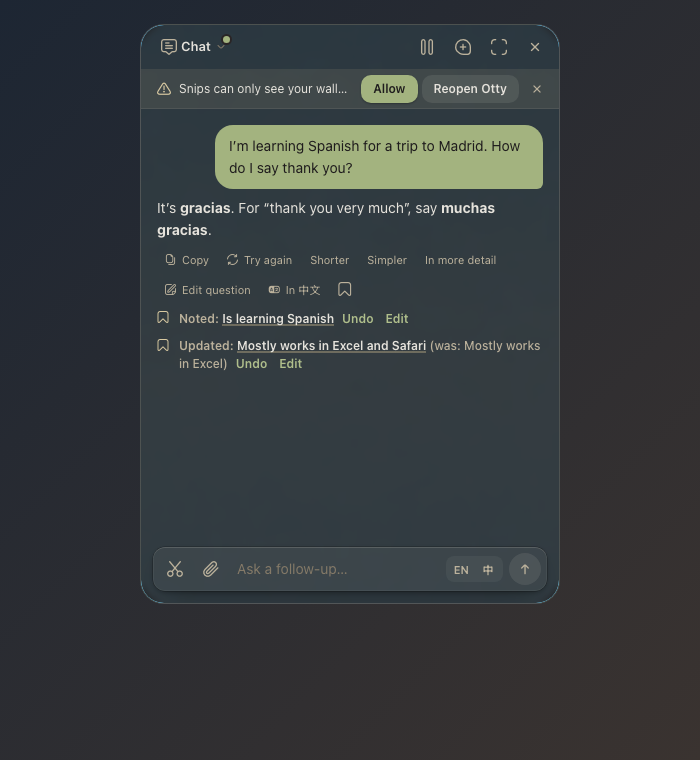 Chat
Snips can only see your wall... Allow Reopen Otty
I'm learning Spanish for a trip to Madrid. How
do I say thank you?
It's gracias. For “thank you very much”, say muchas
gracias.
Copy Try again Shorter Simpler In more detail
Edit question In 中文
Noted: Is learning Spanish Undo Edit
Updated: Mostly works in Excel and Safari (was: Mostly works
in Excel) Undo Edit
Ask a follow-up... EN 中